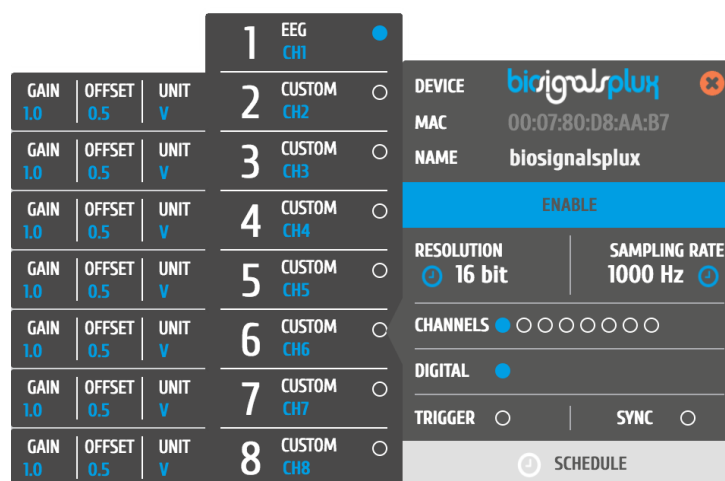 1 EEG
CH1
GAIN OFFSET UNIT
1.0 0.5 V
2 CUSTOM
CH2
GAIN OFFSET UNIT
1.0 0.5 V
3 CUSTOM
CH3
GAIN OFFSET UNIT
1.0 0.5 V
4 CUSTOM
CH4
GAIN OFFSET UNIT
1.0 0.5 V
5 CUSTOM
CH5
GAIN OFFSET UNIT
1.0 0.5 V
6 CUSTOM
CH6
GAIN OFFSET UNIT
1.0 0.5 V
7 CUSTOM
CH7
GAIN OFFSET UNIT
1.0 0.5 V
8 CUSTOM
CH8
DEVICE biosignalsplux
MAC 00:07:80:D8:AA:B7
NAME biosignalsplux
ENABLE
RESOLUTION SAMPLING RATE
16 bit 1000 Hz
CHANNELS
DIGITAL
TRIGGER SYNC
SCHEDULE